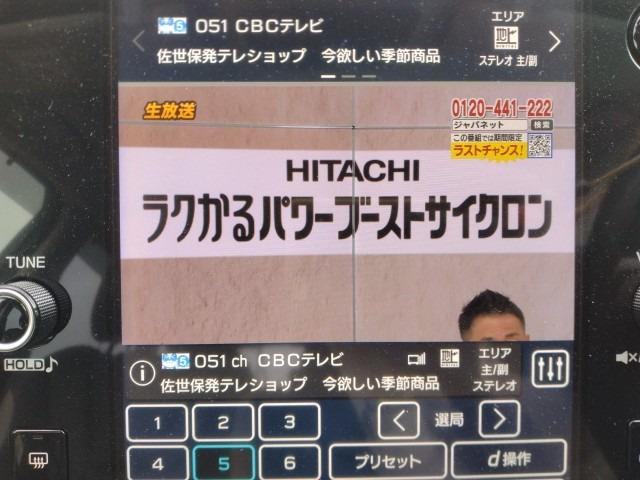 5 051 CBCテレビ
エリア
佐世保発テレショップ 今欲しい季節商品
ステレオ 主/副
生放送
0120-441-222
ジャパネット 検索
この番組では期間限定
ラストチャンス!
HITACHI
ラクかるパワーブーストサイクロン
TUNE
HOLD♪
5 051 ch CBCテレビ
佐世保発テレショップ 今欲しい季節商品
エリア
主/副
ステレオ
1 2 3
選局
4 5 6
プリセット
d操作